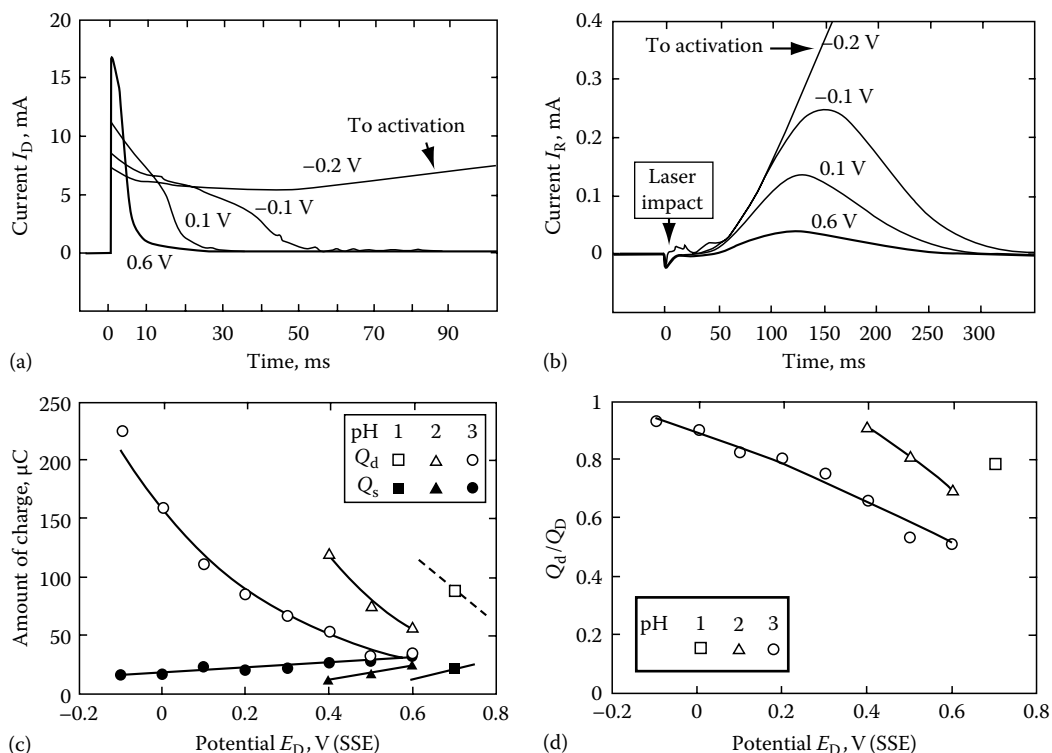 20
15
10
5
0
Current I_D, mA
To activation
−0.2 V
0.1 V
−0.1 V
0.6 V
0 10 30 50 70 90
Time, ms
(a)
0.4
0.3
0.2
0.1
0.0
Current I_R, mA
To activation
−0.2 V
−0.1 V
Laser
impact
0.1 V
0.6 V
0 50 100 150 200 250 300
Time, ms
(b)
250
200
150
100
50
0
Amount of charge, μC
pH 1 2 3
Q_d
Q_s
−0.2 0 0.2 0.4 0.6 0.8
Potential E_D, V (SSE)
(c)
1
0.8
0.6
0.4
0.2
0
Q_d/Q_D
pH 1 2 3
−0.2 0 0.2 0.4 0.6 0.8
Potential E_D, V (SSE)
(d)